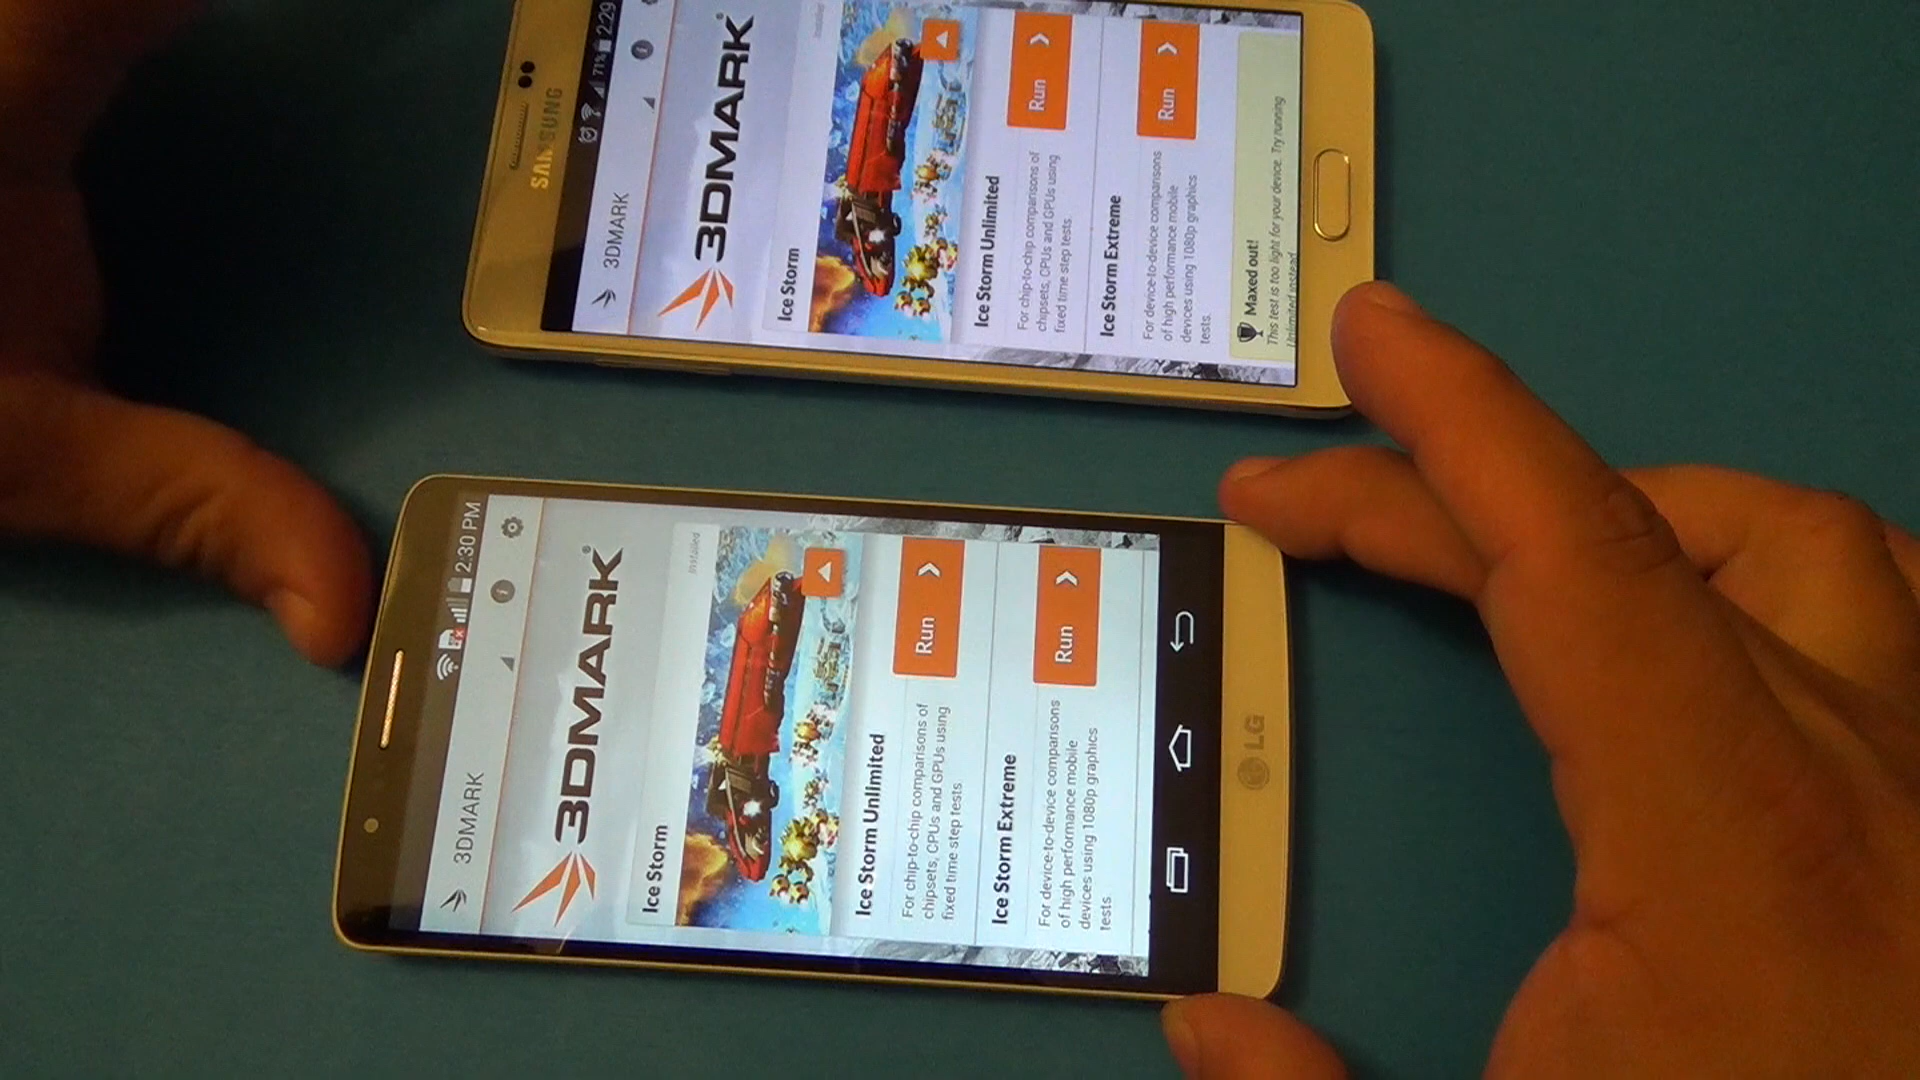 SAMSUNG
71% 2:29
3DMARK
3DMARK
Installed
Ice Storm
Ice Storm Unlimited
For chip-to-chip comparisons of
chipsets, CPUs and GPUs using
fixed time step tests.
Run
Ice Storm Extreme
For device-to-device comparisons
of high performance mobile
devices using 1080p graphics
tests.
Run
Maxed out!
This test is too light for your device. Try running
Unlimited instead.
2:30 PM
3DMARK
3DMARK
Installed
Ice Storm
Ice Storm Unlimited
For chip-to-chip comparisons of
chipsets, CPUs and GPUs using
fixed time step tests
Run
Ice Storm Extreme
For device-to-device comparisons
of high performance mobile
devices using 1080p graphics
tests
Run
LG